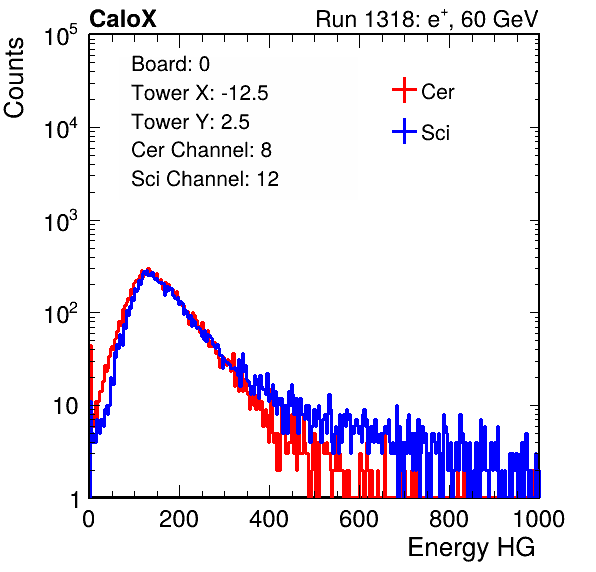 CaloX Run 1318: e⁺, 60 GeV
Board: 0
Tower X: -12.5
Tower Y: 2.5
Cer Channel: 8
Sci Channel: 12
Cer
Sci
Counts
10⁵
10⁴
10³
10²
10
1
0 200 400 600 800 1000
Energy HG